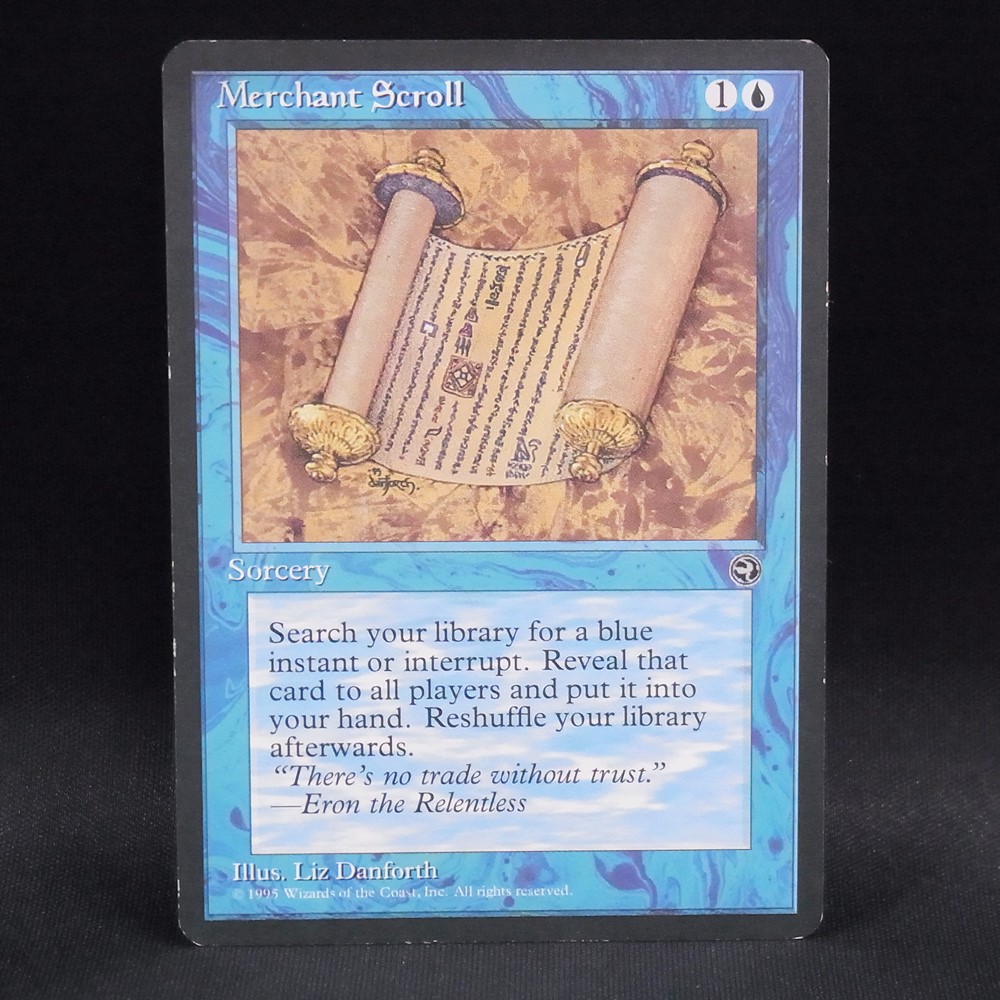 Merchant Scroll 1
Sorcery
Search your library for a blue
instant or interrupt. Reveal that
card to all players and put it into
your hand. Reshuffle your library
afterwards.
“There’s no trade without trust.”
—Eron the Relentless
Illus. Liz Danforth
© 1995 Wizards of the Coast, Inc. All rights reserved.